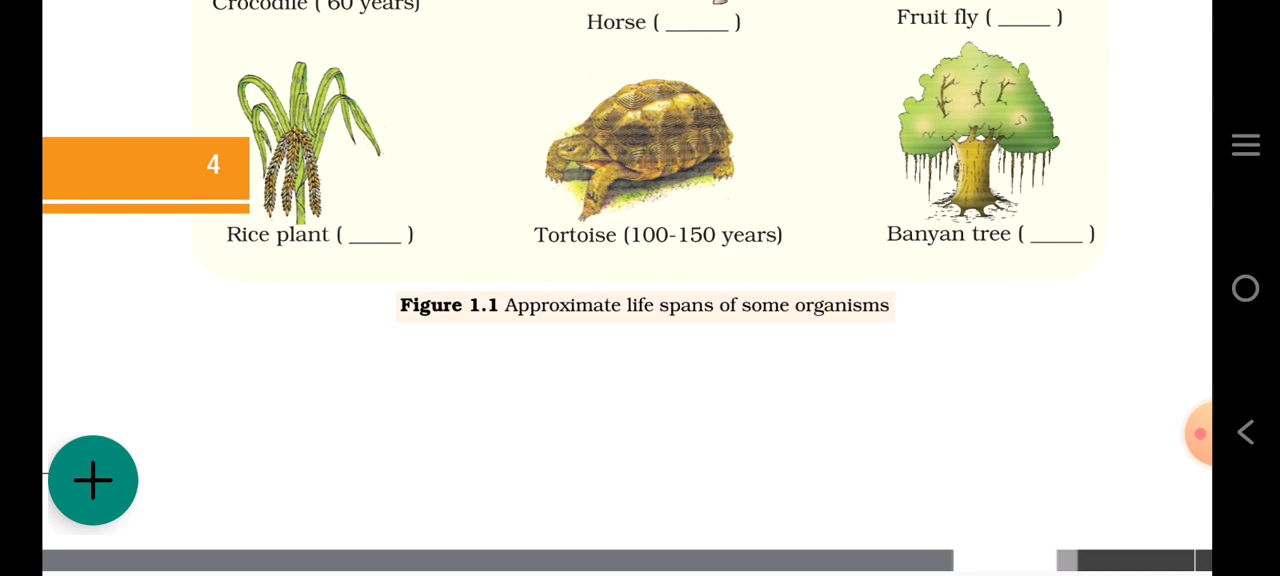 Crocodile ( 60 years)
Horse ( ______ )
Fruit fly ( _____ )
4
Rice plant ( _____ )
Tortoise (100-150 years)
Banyan tree ( _____ )
Figure 1.1 Approximate life spans of some organisms